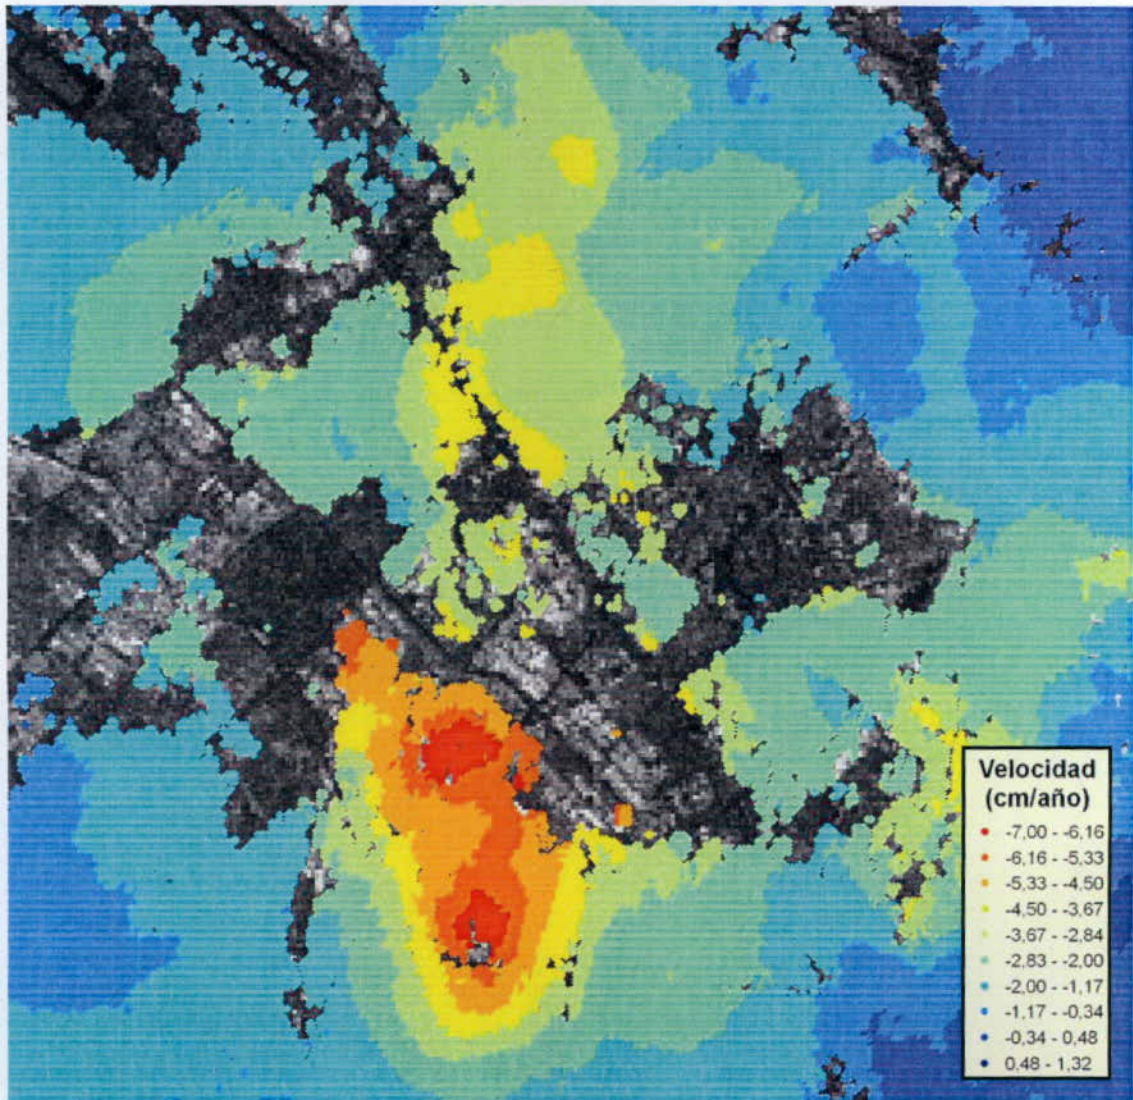 Velocidad
(cm/año)
-7,00 - -6,16
-6,16 - -5,33
-5,33 - -4,50
-4,50 - -3,67
-3,67 - -2,84
-2,83 - -2,00
-2,00 - -1,17
-1,17 - -0,34
-0,34 - 0,48
0,48 - 1,32